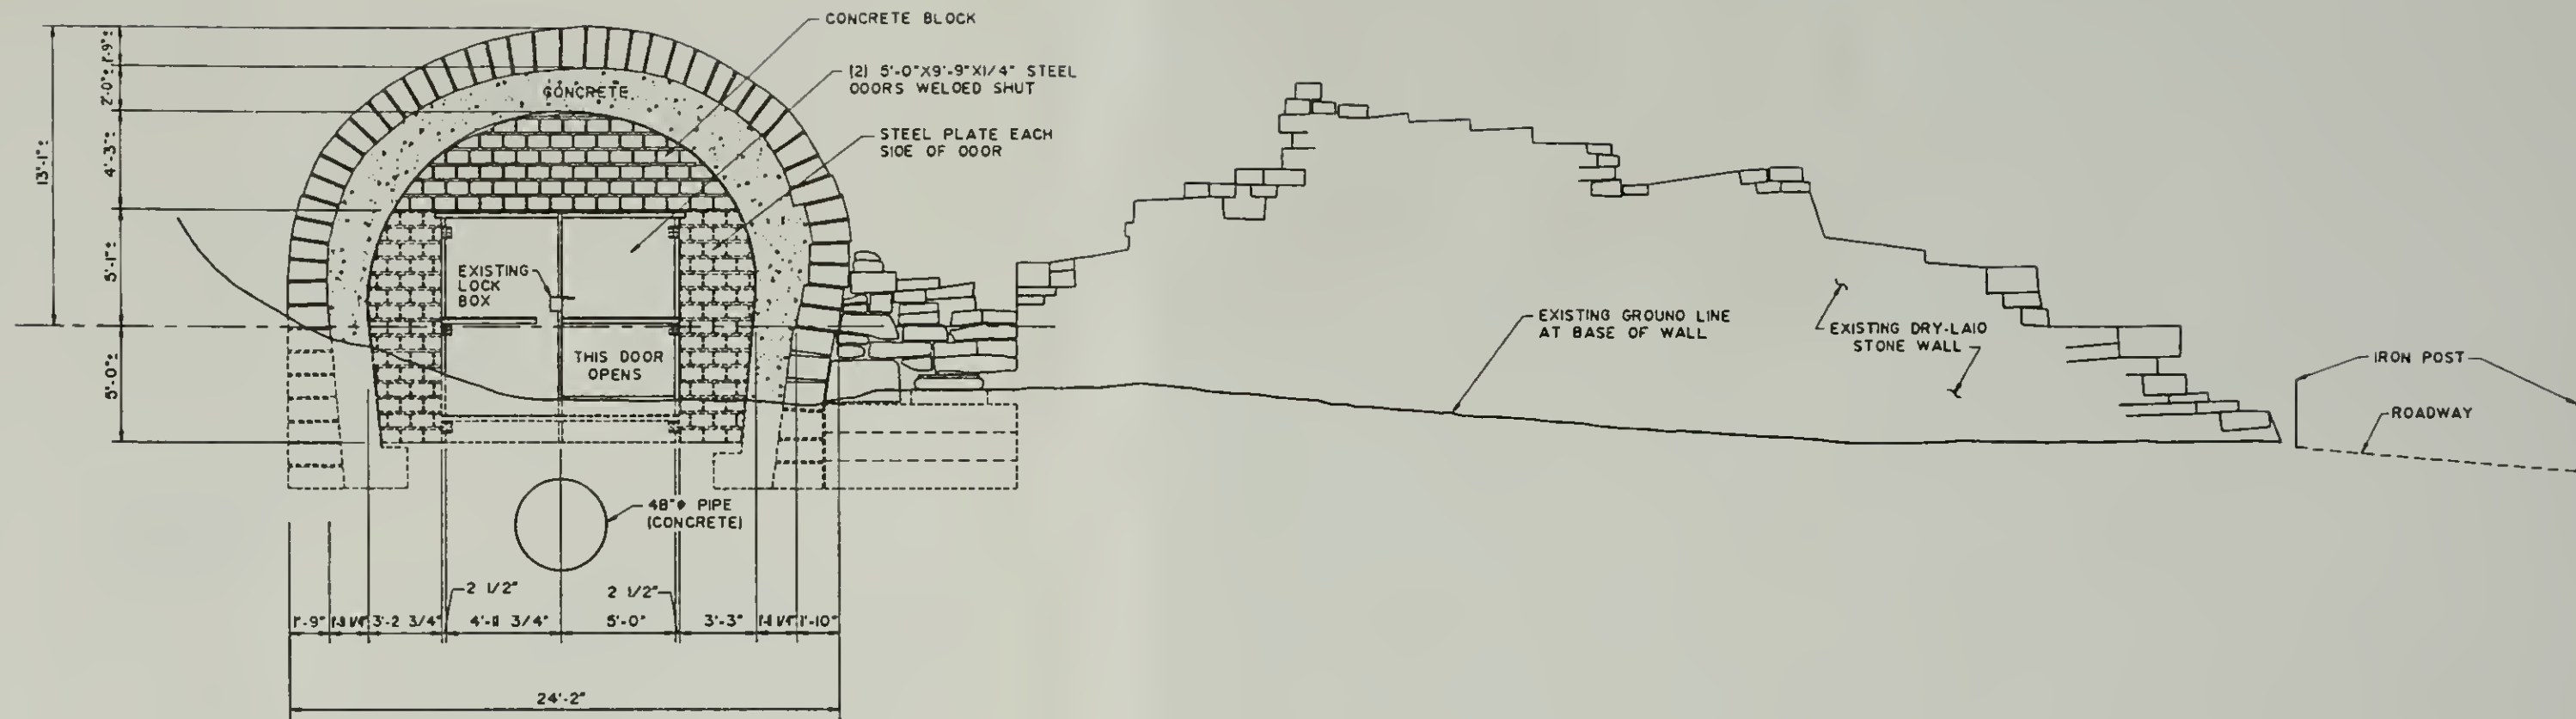 CONCRETE BLOCK
(2) 5'-0"X9'-9"X1/4" STEEL
DOORS WELDED SHUT
CONCRETE
STEEL PLATE EACH
SIDE OF DOOR
1'-9"±
2'-0"±
4'-3"±
13'-1"±
5'-1"±
5'-0"±
EXISTING
LOCK
BOX
THIS DOOR
OPENS
EXISTING GROUND LINE
AT BASE OF WALL
EXISTING DRY-LAID
STONE WALL
IRON POST
ROADWAY
48"⌀ PIPE
(CONCRETE)
2 1/2"
2 1/2"
1'-9"
3'-2 3/4"
4'-11 3/4"
5'-0"
3'-3"
1'-10"
24'-2"